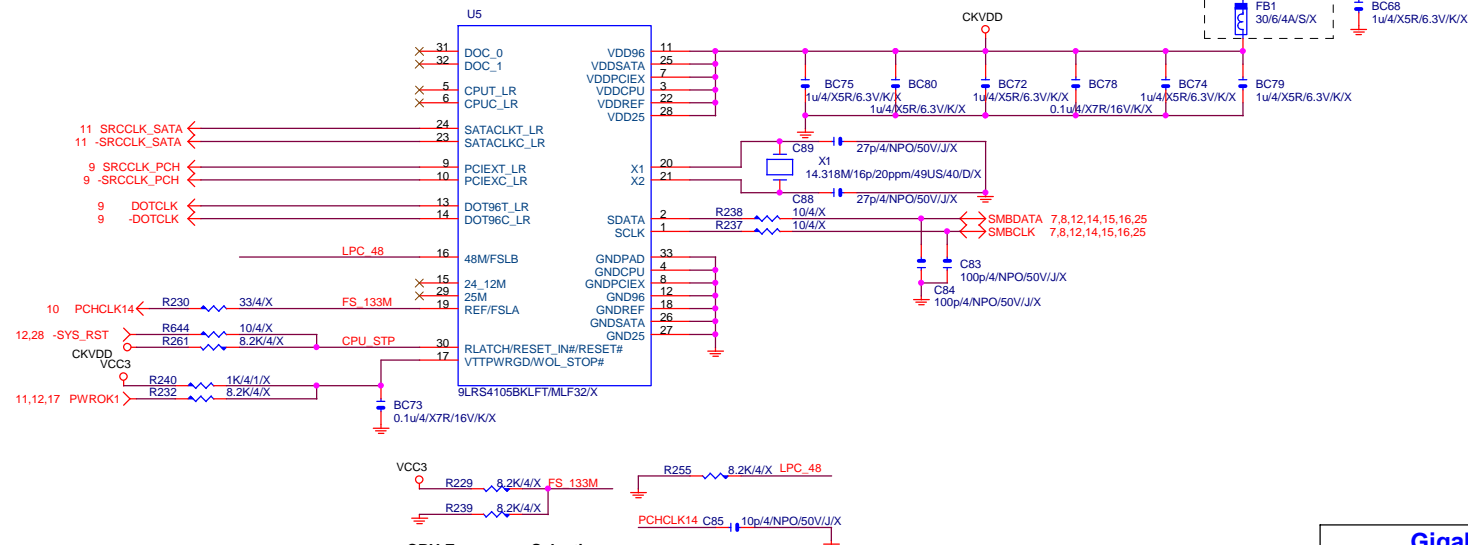 FB1
30/6/4A/S/X
BC68
1u/4/X5R/6.3V/K/X
U5
CKVDD
31 DOC_0
32 DOC_1
5 CPUT_LR
6 CPUC_LR
11 SRCCLK_SATA 24 SATACLKT_LR
11 -SRCCLK_SATA 23 SATACLKC_LR
9 SRCCLK_PCH 9 PCIEXT_LR
9 -SRCCLK_PCH 10 PCIEXC_LR
9 DOTCLK 13 DOT96T_LR
9 -DOTCLK 14 DOT96C_LR
LPC_48 16 48M/FSLB
15 24_12M
29 25M
10 PCHCLK14 R230 33/4/X FS_133M 19 REF/FSLA
12,28 -SYS_RST R644 10/4/X
CKVDD R261 8.2K/4/X CPU_STP 30 RLATCH/RESET_IN#/RESET#
17 VTTPWRGD/WOL_STOP#
VCC3
R240 1K/4/1/X
11,12,17 PWROK1 R232 8.2K/4/X
BC73
0.1u/4/X7R/16V/K/X
9LRS4105BKLFT/MLF32/X
VDD96 11
VDDSATA 25
VDDPCIEX 7
VDDCPU 3
VDDREF 22
VDD25 28
BC75
1u/4/X5R/6.3V/K/X
BC80
1u/4/X5R/6.3V/K/X
BC72
1u/4/X5R/6.3V/K/X
BC78
0.1u/4/X7R/16V/K/X
BC74
1u/4/X5R/6.3V/K/X
BC79
1u/4/X5R/6.3V/K/X
X1 20
X2 21
C89 27p/4/NPO/50V/J/X
X1
14.318M/16p/20ppm/49US/40/D/X
C88 27p/4/NPO/50V/J/X
SDATA 2 R238 10/4/X SMBDATA 7,8,12,14,15,16,25
SCLK 1 R237 10/4/X SMBCLK 7,8,12,14,15,16,25
C83
100p/4/NPO/50V/J/X
C84
100p/4/NPO/50V/J/X
GNDPAD 33
GNDCPU 4
GNDPCIEX 8
GND96 12
GNDREF 18
GNDSATA 26
GND25 27
VCC3
R229 8.2K/4/X FS_133M
R239 8.2K/4/X
R255 8.2K/4/X LPC_48
PCHCLK14 C85 10p/4/NPO/50V/J/X